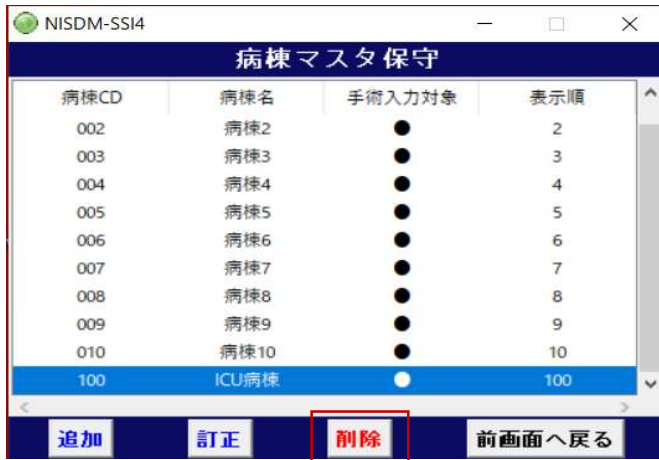 NISDM-SSI4
病棟マスタ保守
病棟CD 病棟名 手術入力対象 表示順
002 病棟2 ● 2
003 病棟3 ● 3
004 病棟4 ● 4
005 病棟5 ● 5
006 病棟6 ● 6
007 病棟7 ● 7
008 病棟8 ● 8
009 病棟9 ● 9
010 病棟10 ● 10
100 ICU病棟 ● 100
追加 訂正 削除 前画面へ戻る